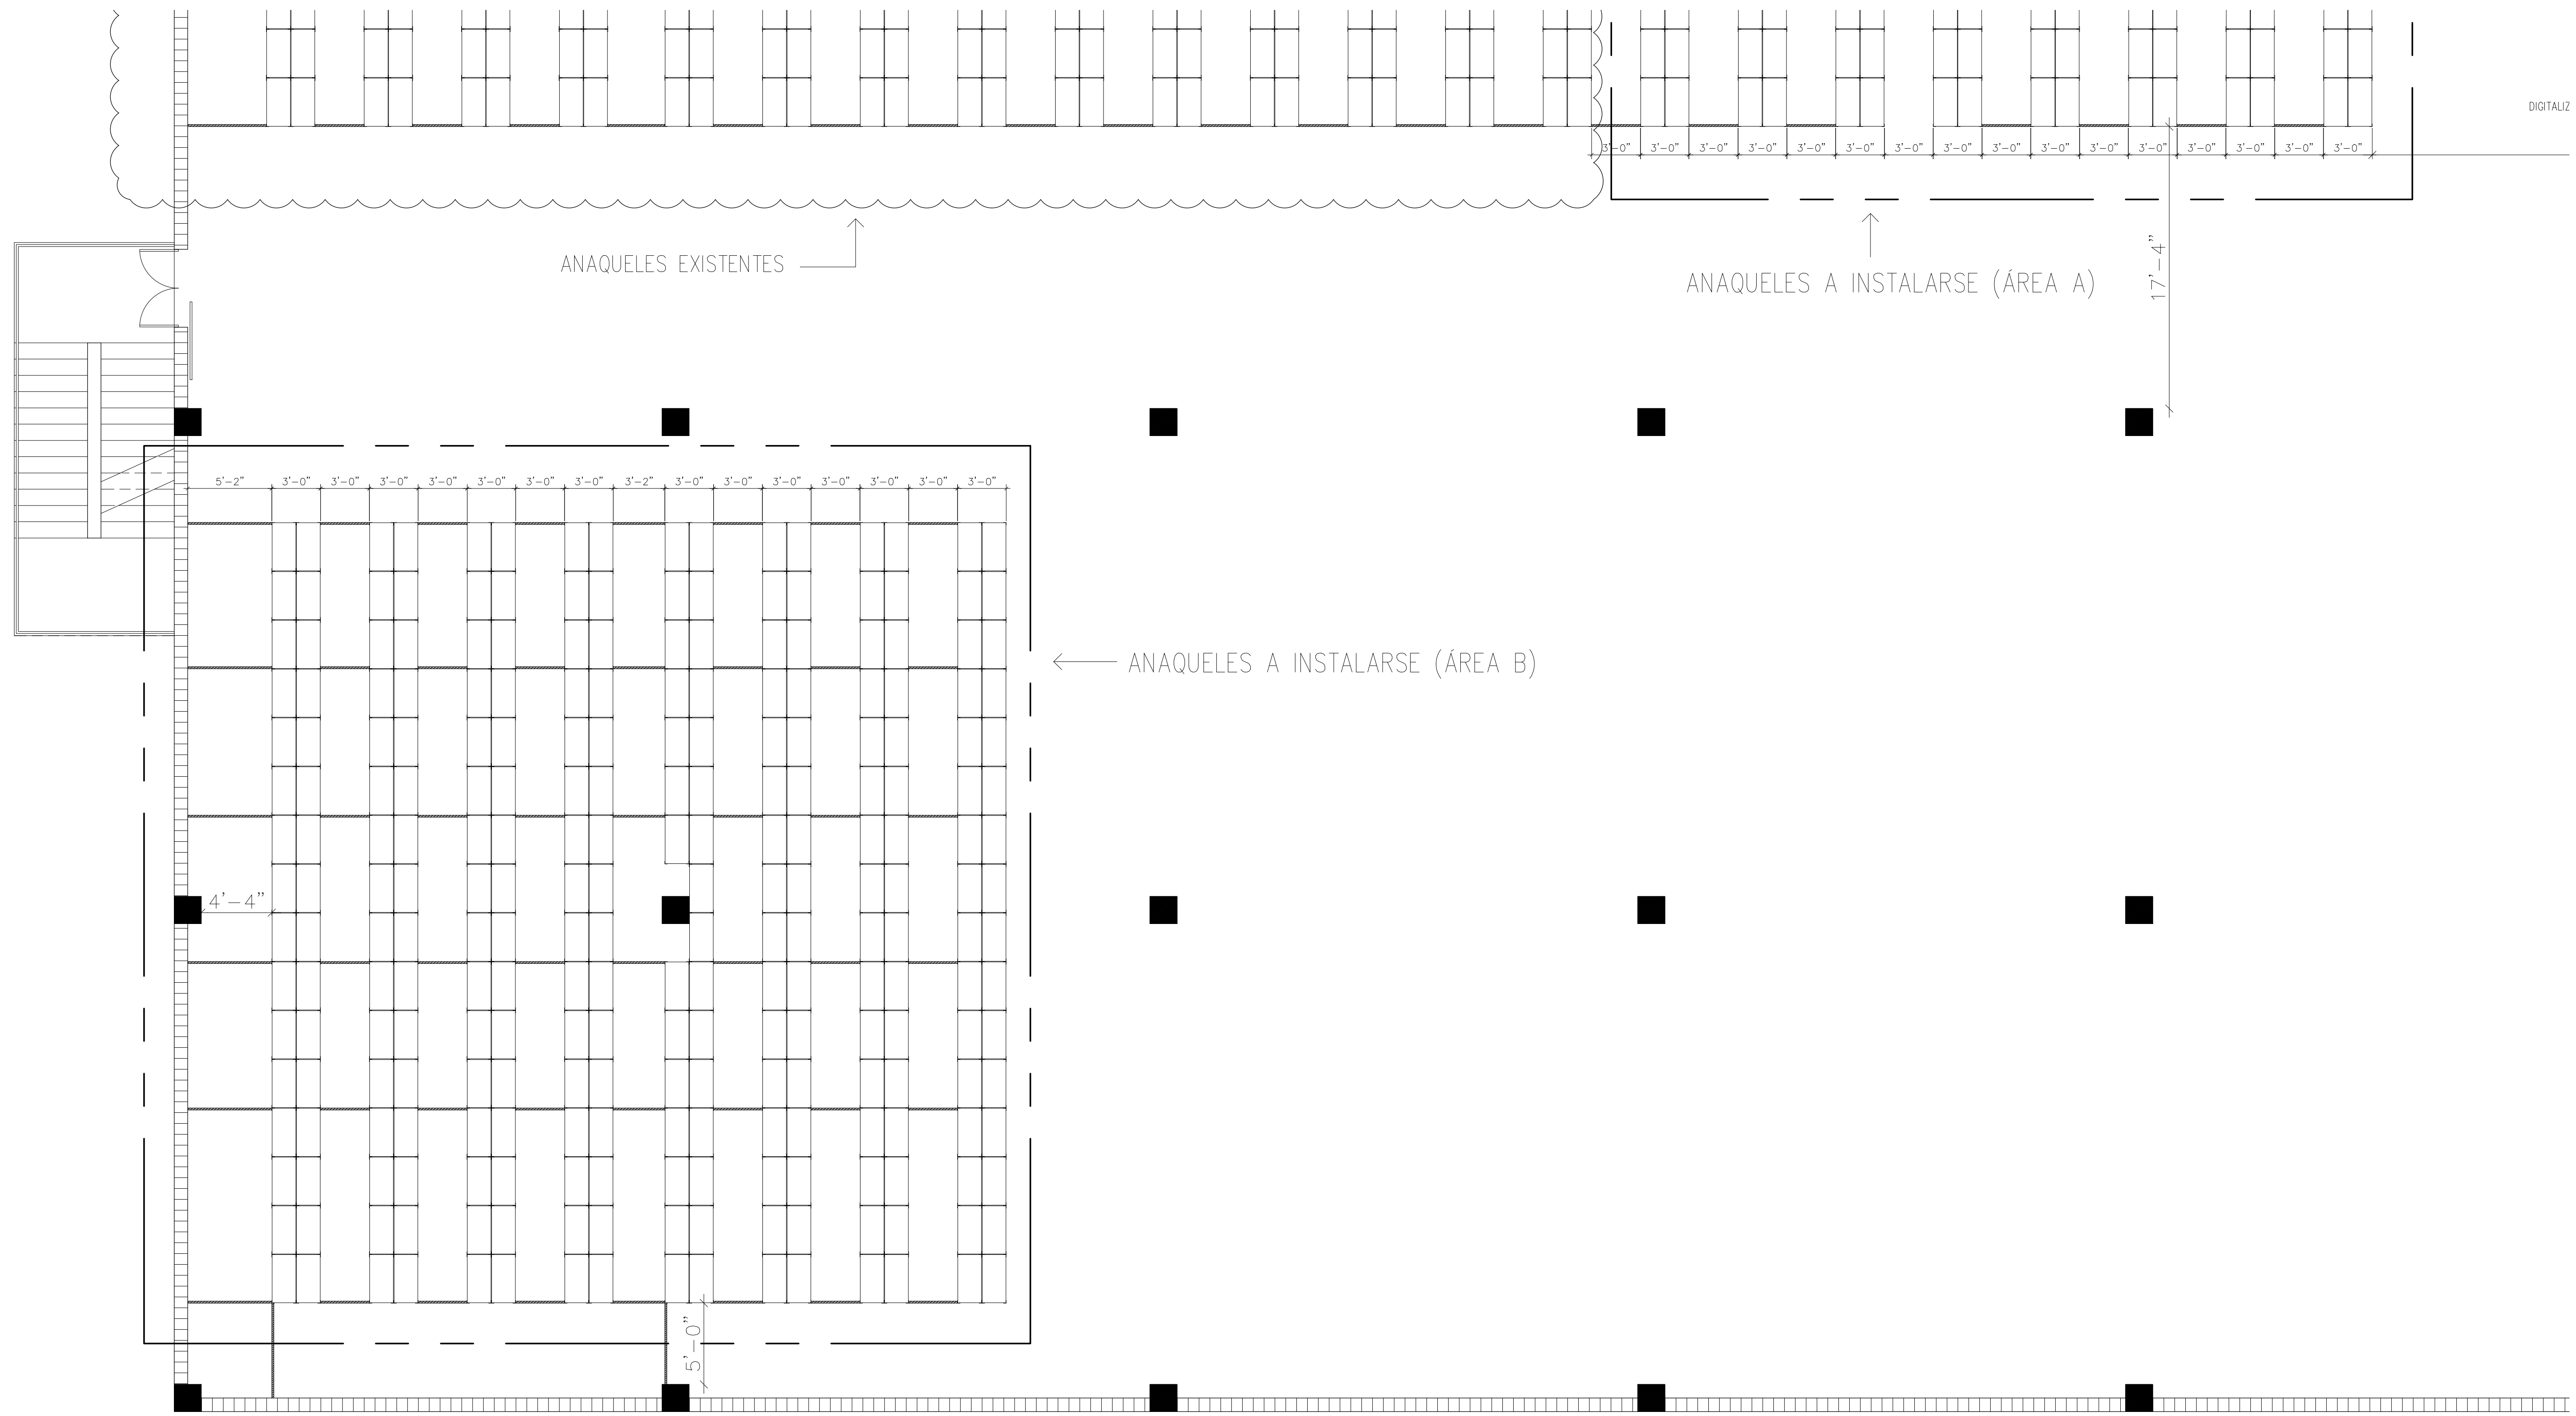 DIGITALIZ
3'-0" 3'-0" 3'-0" 3'-0" 3'-0" 3'-0" 3'-0" 3'-0" 3'-0" 3'-0" 3'-0" 3'-0" 3'-0" 3'-0" 3'-0" 3'-0"
ANAQUELES EXISTENTES
ANAQUELES A INSTALARSE (ÁREA A)
17'-4"
5'-2" 3'-0" 3'-0" 3'-0" 3'-0" 3'-0" 3'-0" 3'-0" 3'-2" 3'-0" 3'-0" 3'-0" 3'-0" 3'-0" 3'-0" 3'-0"
ANAQUELES A INSTALARSE (ÁREA B)
4'-4"
5'-0"